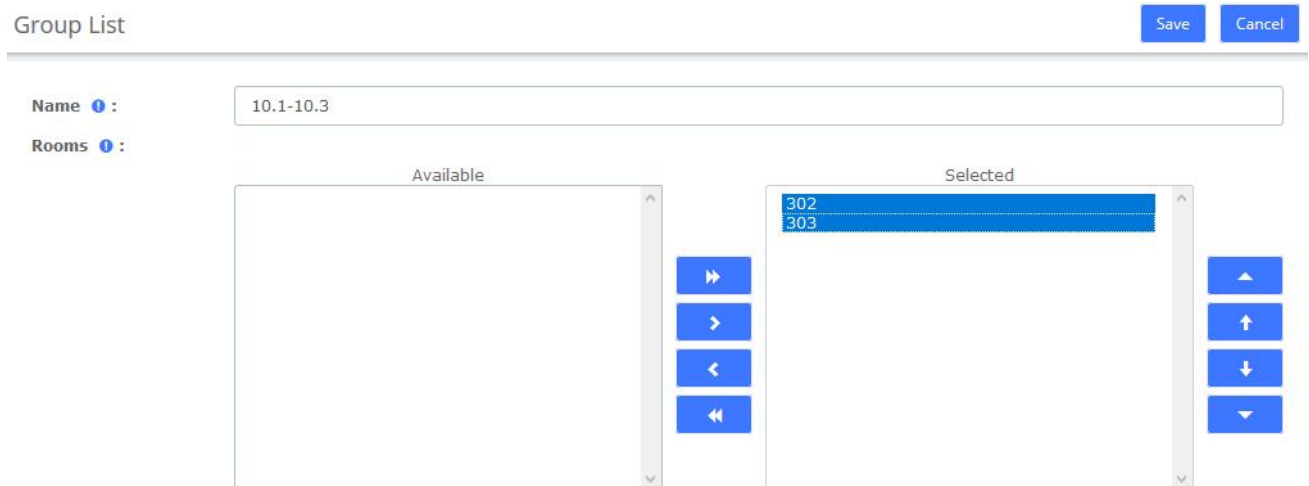 Group List
Save
Cancel
Name :
10.1-10.3
Rooms :
Available
Selected
302
303